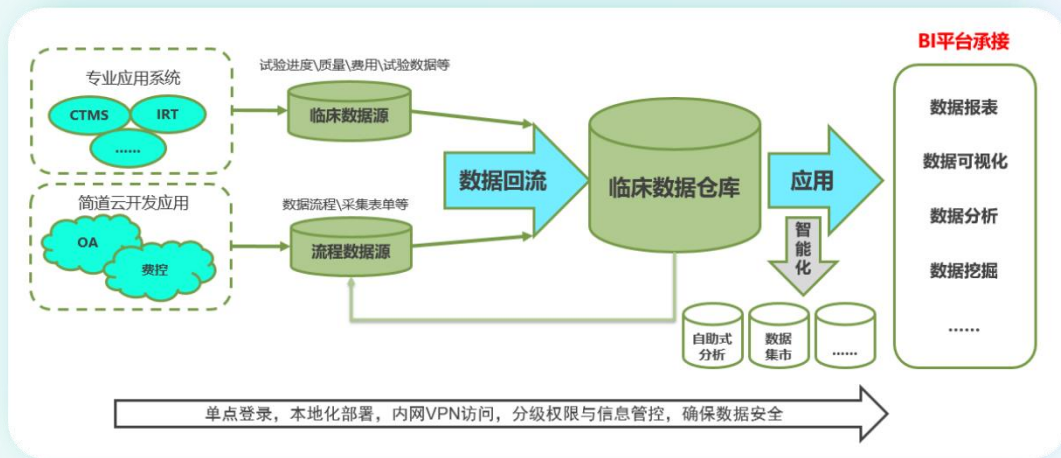 BI平台承接
专业应用系统
CTMS
IRT
......
试验进度\质量\费用\试验数据等
临床数据源
简道云开发应用
OA
费控
数据流程\采集表单等
流程数据源
数据回流
临床数据仓库
应用
智能化
自助式
分析
数据
集市
......
数据报表
数据可视化
数据分析
数据挖掘
......
单点登录，本地化部署，内网VPN访问，分级权限与信息管控，确保数据安全